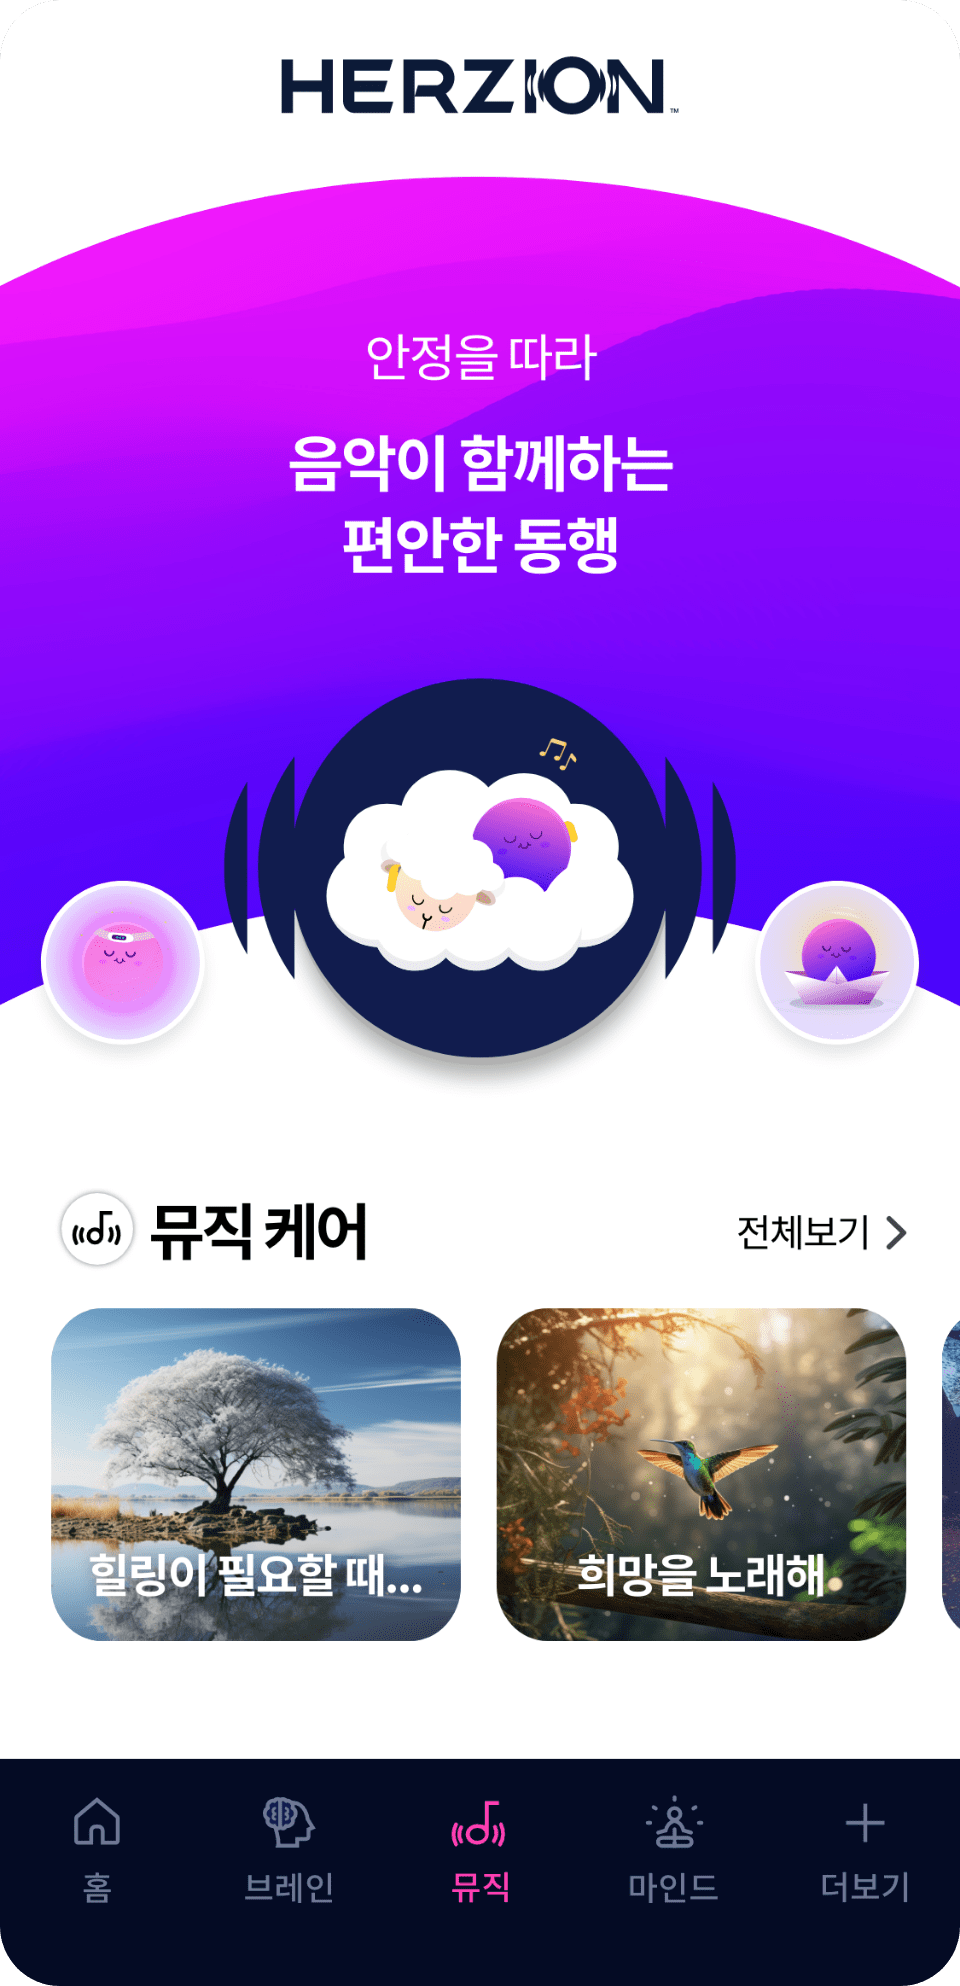 HERZION™
안정을 따라
음악이 함께하는
편안한 동행
뮤직 케어
전체보기
힐링이 필요할 때...
희망을 노래해
홈
브레인
뮤직
마인드
더보기